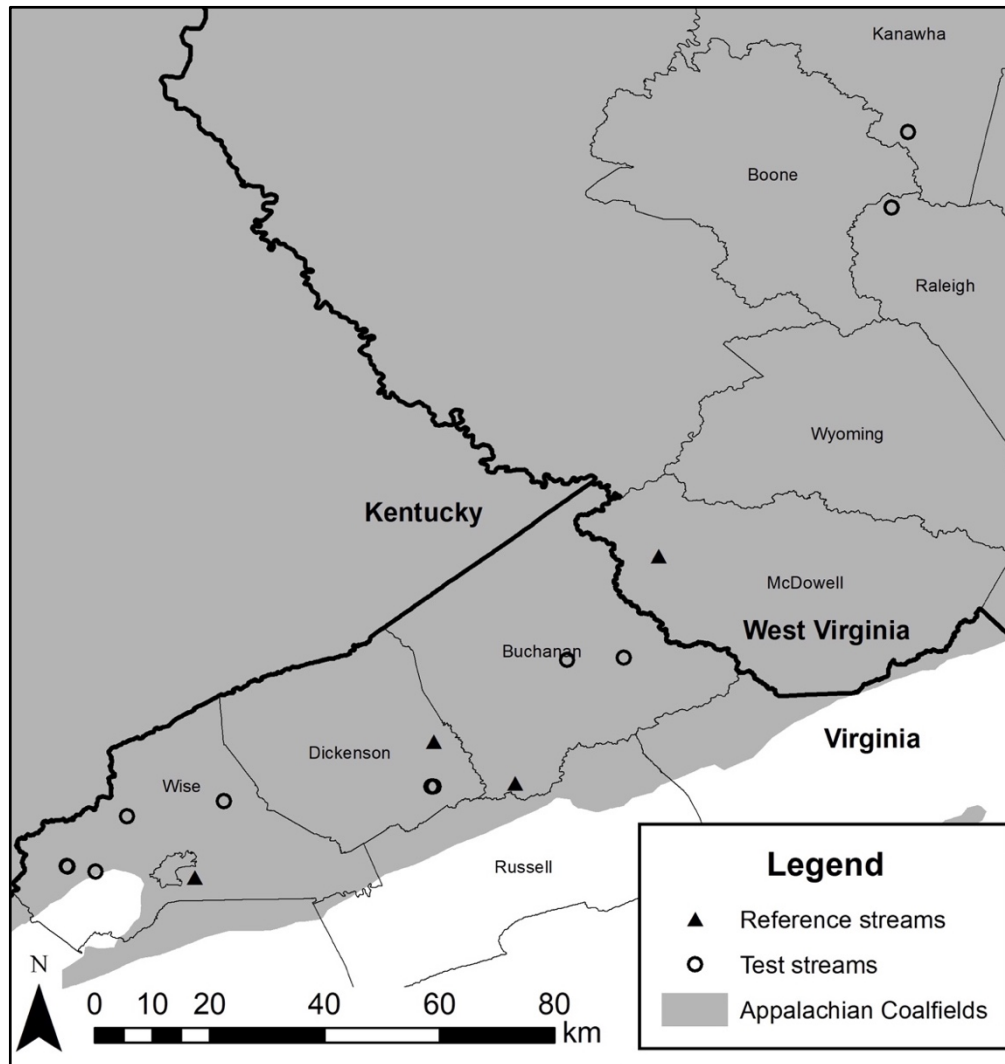 Kanawha
Boone
Raleigh
Wyoming
Kentucky
McDowell
West Virginia
Buchanan
Virginia
Dickenson
Wise
Russell
Legend
Reference streams
Test streams
Appalachian Coalfields
N
0 10 20 40 60 80
km